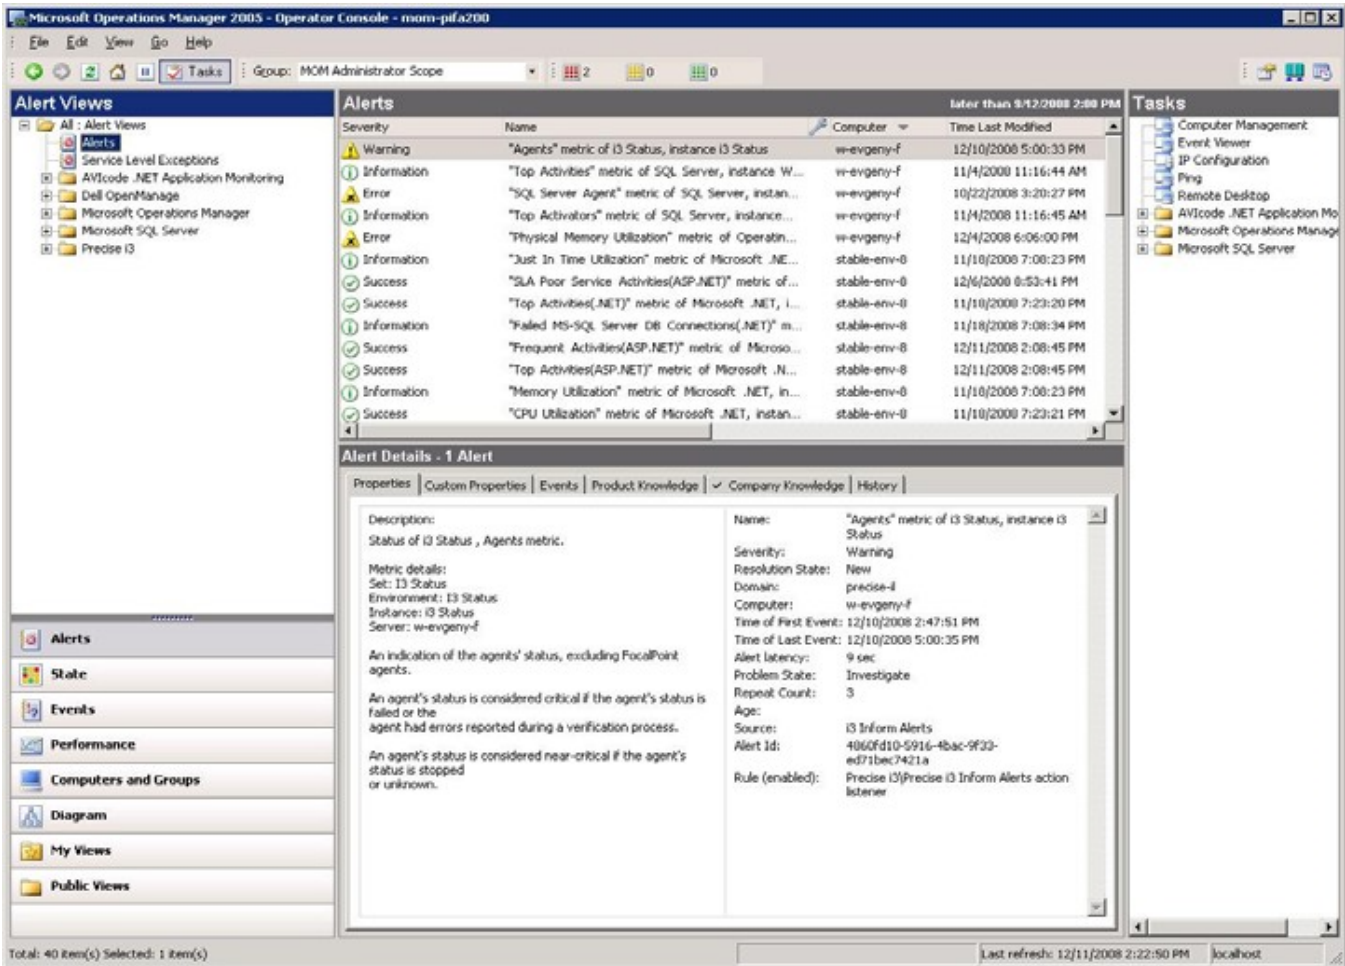 Microsoft Operations Manager 2005 - Operator Console - mom-pifa200
File Edit View Go Help
Tasks Group: MOM Administrator Scope 2 0 0
Alert Views
All : Alert Views
Alerts
Service Level Exceptions
AVIcode .NET Application Monitoring
Dell OpenManage
Microsoft Operations Manager
Microsoft SQL Server
Precise i3
Alerts
State
Events
Performance
Computers and Groups
Diagram
My Views
Public Views
Alerts later than 9/12/2008 2:00 PM
Severity Name Computer Time Last Modified
Warning "Agents" metric of i3 Status, instance i3 Status w-evgeny-f 12/10/2008 5:00:33 PM
Information "Top Activities" metric of SQL Server, instance W... w-evgeny-f 11/4/2008 11:16:44 AM
Error "SQL Server Agent" metric of SQL Server, instan... w-evgeny-f 10/22/2008 3:20:27 PM
Information "Top Activators" metric of SQL Server, instance... w-evgeny-f 11/4/2008 11:16:45 AM
Error "Physical Memory Utilization" metric of Operatin... w-evgeny-f 12/4/2008 6:06:00 PM
Information "Just In Time Utilization" metric of Microsoft .NE... stable-env-8 11/18/2008 7:08:23 PM
Success "SLA Poor Service Activities(ASP.NET)" metric of... stable-env-8 12/6/2008 8:53:41 PM
Success "Top Activities(.NET)" metric of Microsoft .NET, i... stable-env-8 11/18/2008 7:23:20 PM
Information "Failed MS-SQL Server DB Connections(.NET)" m... stable-env-8 11/18/2008 7:08:34 PM
Success "Frequent Activities(ASP.NET)" metric of Microso... stable-env-8 12/11/2008 2:08:45 PM
Success "Top Activities(ASP.NET)" metric of Microsoft .N... stable-env-8 12/11/2008 2:08:45 PM
Information "Memory Utilization" metric of Microsoft .NET, in... stable-env-8 11/18/2008 7:08:23 PM
Success "CPU Utilization" metric of Microsoft .NET, instan... stable-env-8 11/18/2008 7:23:21 PM
Alert Details - 1 Alert
Properties Custom Properties Events Product Knowledge Company Knowledge History
Description:
Status of i3 Status , Agents metric.
Metric details:
Set: I3 Status
Environment: I3 Status
Instance: i3 Status
Server: w-evgeny-f
An indication of the agents' status, excluding FocalPoint
agents.
An agent's status is considered critical if the agent's status is
failed or the
agent had errors reported during a verification process.
An agent's status is considered near-critical if the agent's
status is stopped
or unknown.
Name: "Agents" metric of i3 Status, instance i3
Status
Severity: Warning
Resolution State: New
Domain: precise-il
Computer: w-evgeny-f
Time of First Event: 12/10/2008 2:47:51 PM
Time of Last Event: 12/10/2008 5:00:35 PM
Alert latency: 9 sec
Problem State: Investigate
Repeat Count: 3
Age:
Source: i3 Inform Alerts
Alert Id: 4860fd10-5916-4bac-9f33-
ed71bec7421a
Rule (enabled): Precise i3\Precise i3 Inform Alerts action
listener
Tasks
Computer Management
Event Viewer
IP Configuration
Ping
Remote Desktop
AVIcode .NET Application Mo
Microsoft Operations Manage
Microsoft SQL Server
Total: 40 item(s) Selected: 1 item(s)
Last refresh: 12/11/2008 2:22:50 PM localhost